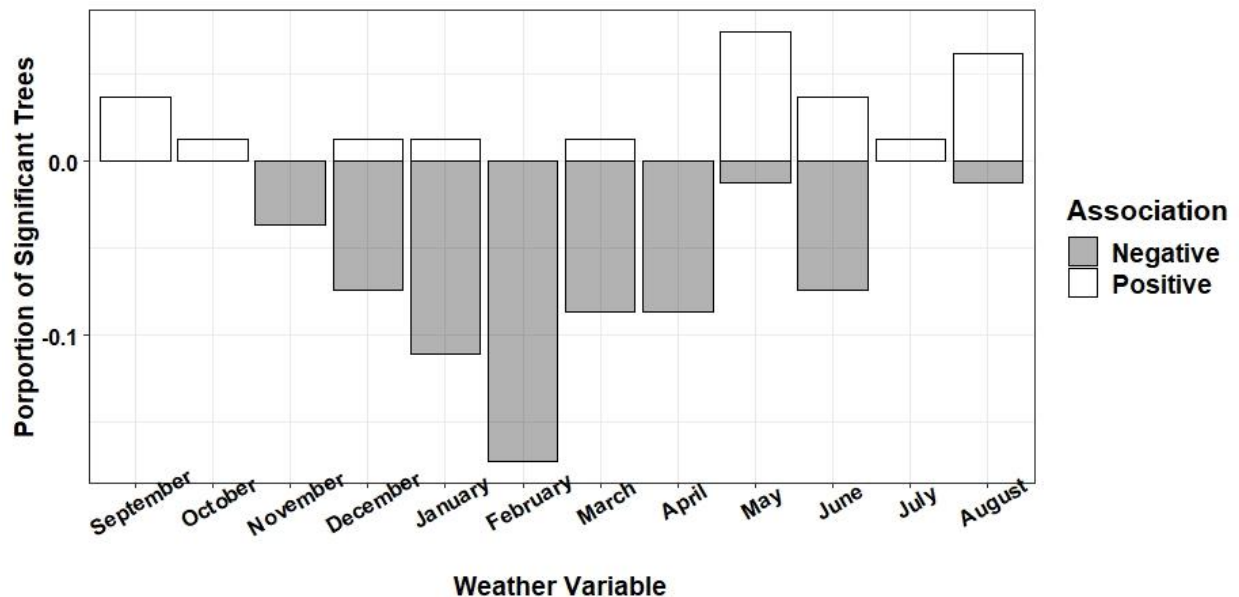 Porportion of Significant Trees
0.0
-0.1
September
October
November
December
January
February
March
April
May
June
July
August
Weather Variable
Association
Negative
Positive